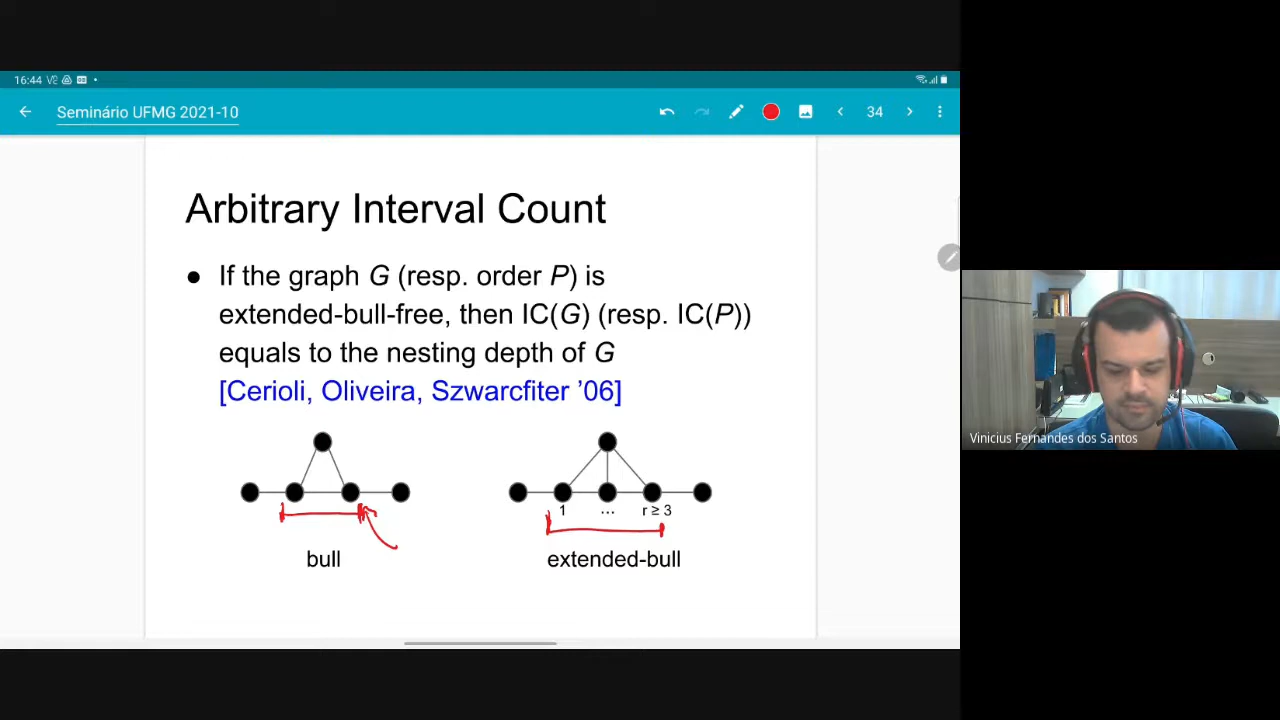 16:44
Seminário UFMG 2021-10
34
Arbitrary Interval Count
● If the graph G (resp. order P) is
extended-bull-free, then IC(G) (resp. IC(P))
equals to the nesting depth of G
[Cerioli, Oliveira, Szwarcfiter ’06]
1 ... r ≥ 3
bull extended-bull
Vinicius Fernandes dos Santos